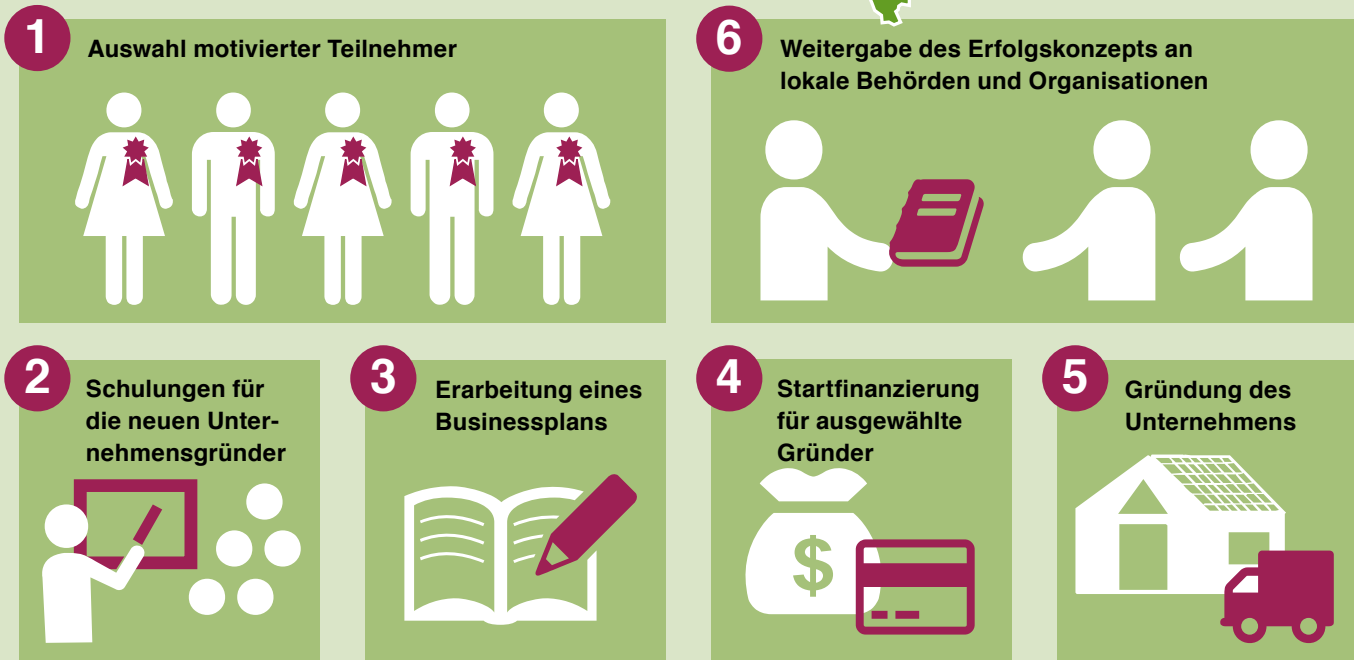 1
Auswahl motivierter Teilnehmer
2
Schulungen für
die neuen Unter-
nehmensgründer
3
Erarbeitung eines
Businessplans
4
Startfinanzierung
für ausgewählte
Gründer
$
5
Gründung des
Unternehmens
6
Weitergabe des Erfolgskonzepts an
lokale Behörden und Organisationen